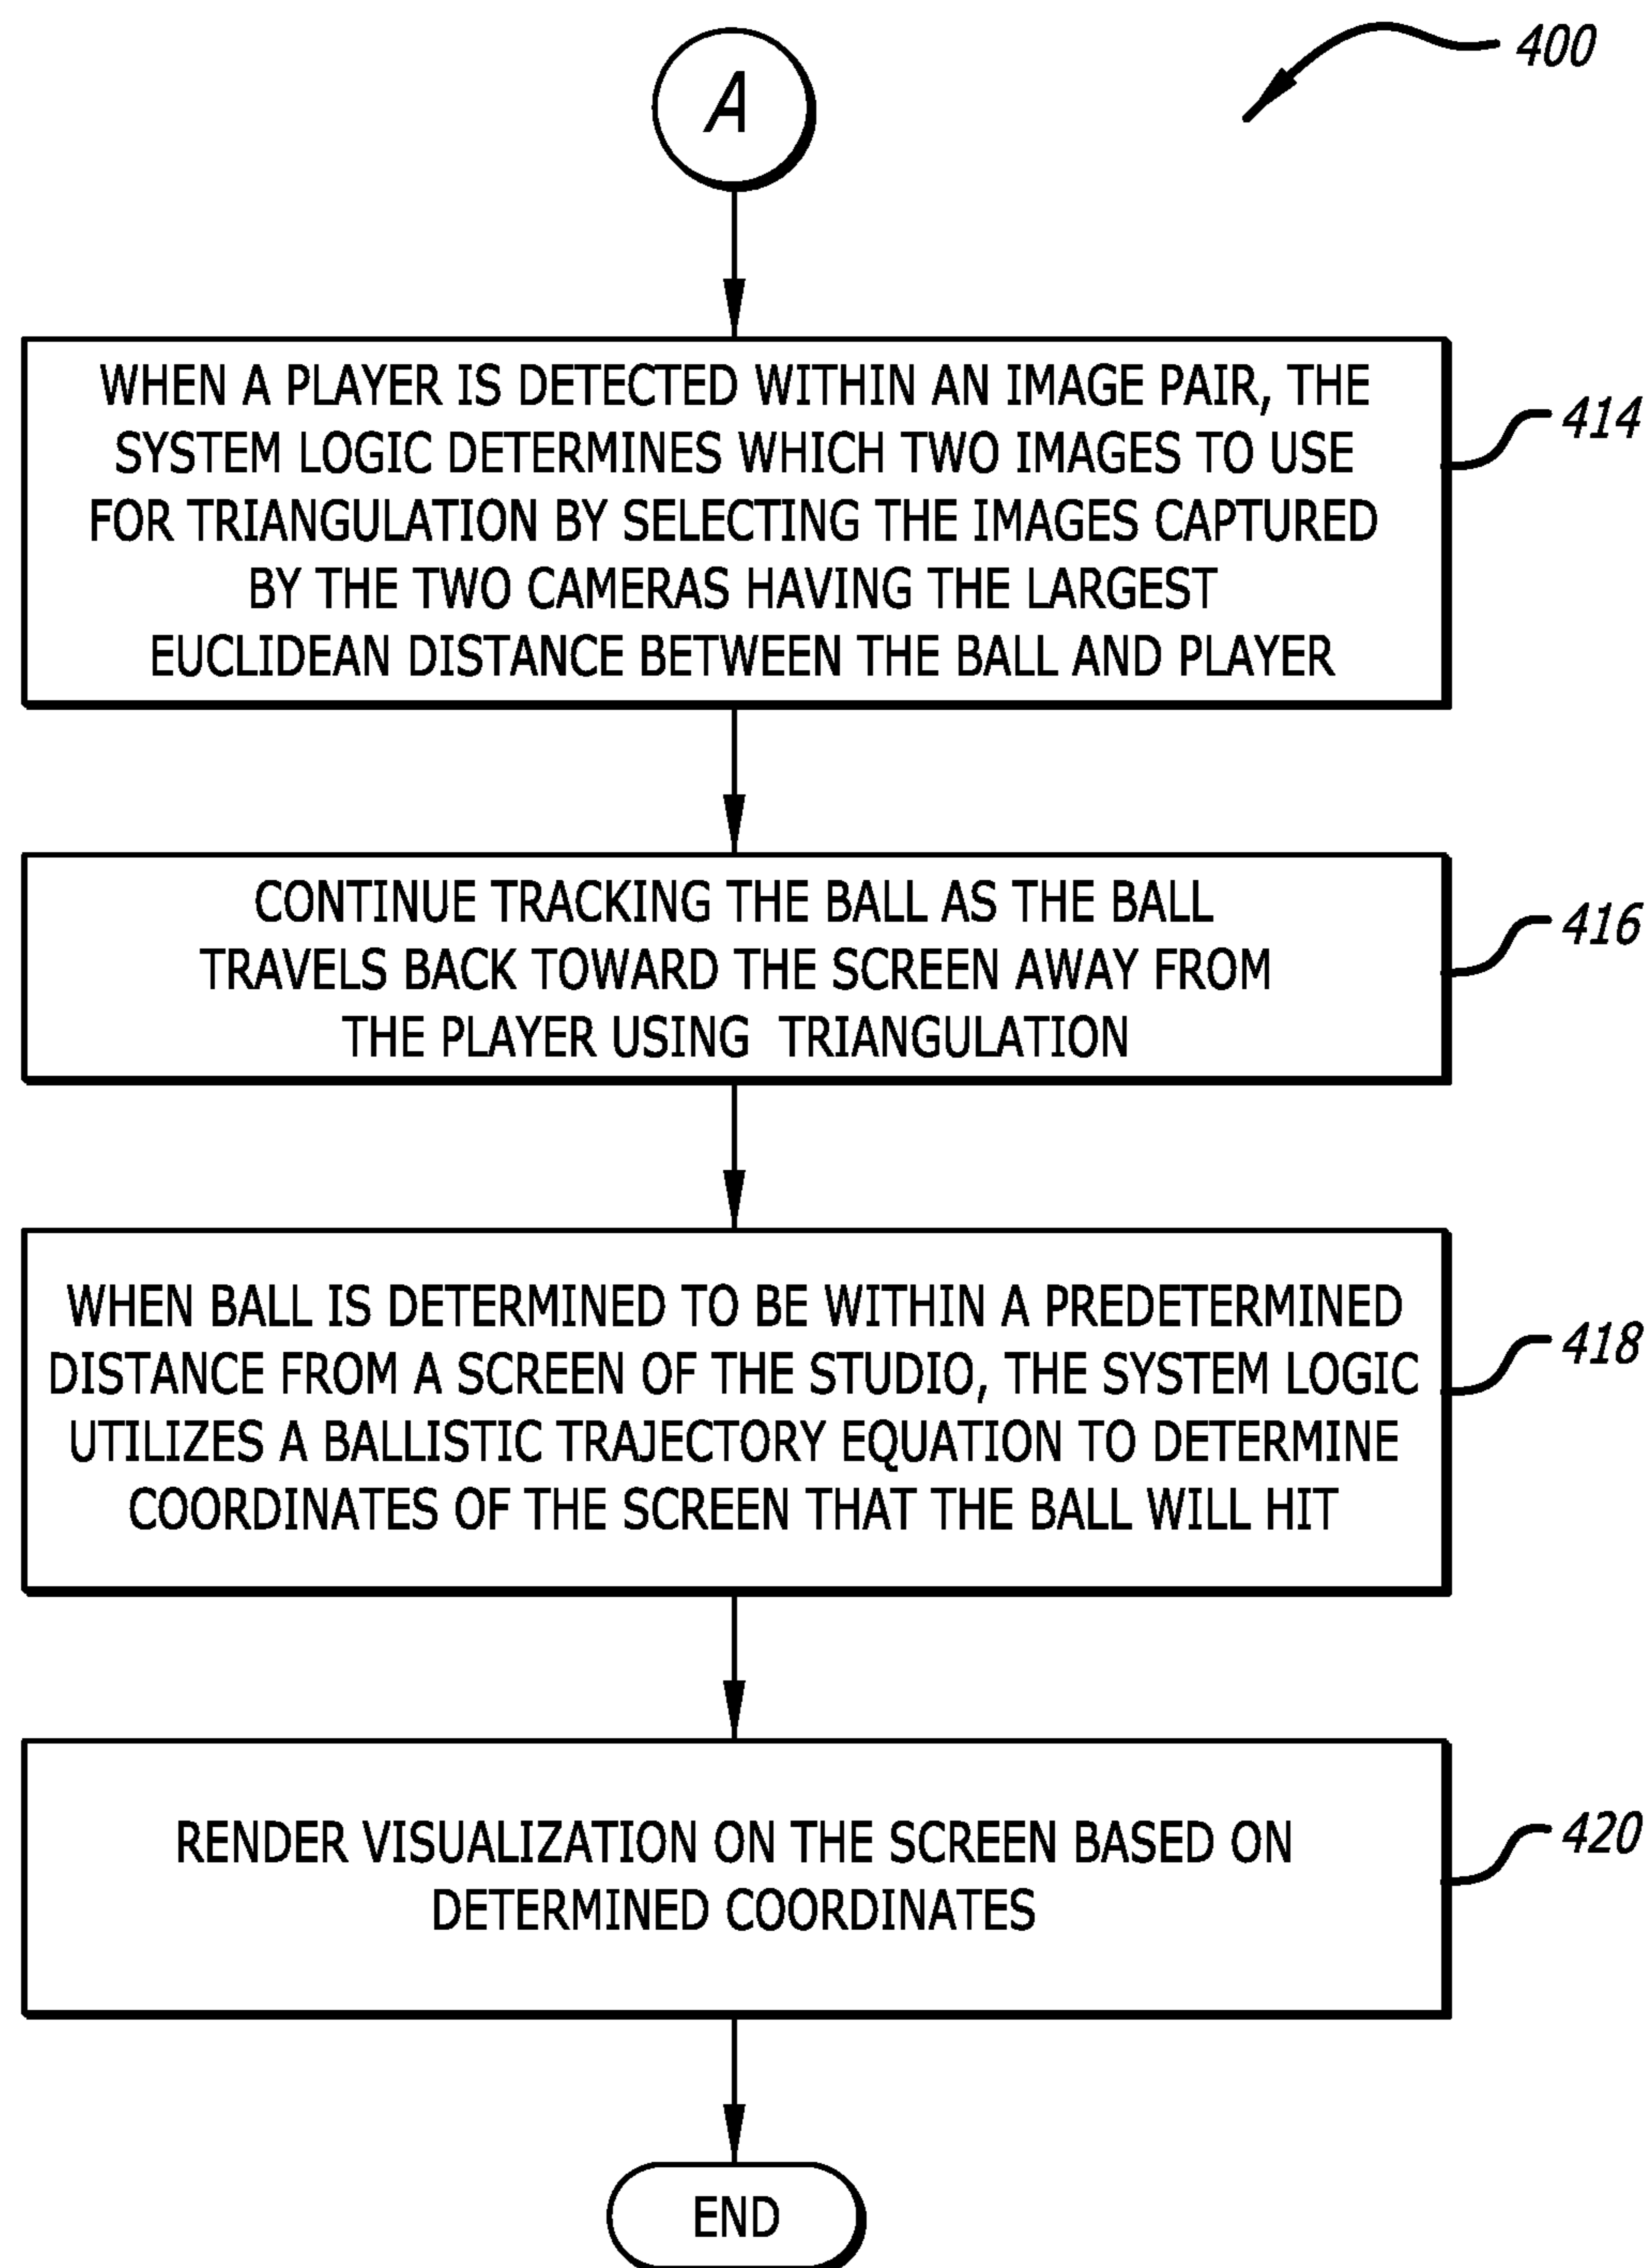 400
A
WHEN A PLAYER IS DETECTED WITHIN AN IMAGE PAIR, THE
SYSTEM LOGIC DETERMINES WHICH TWO IMAGES TO USE
FOR TRIANGULATION BY SELECTING THE IMAGES CAPTURED
BY THE TWO CAMERAS HAVING THE LARGEST
EUCLIDEAN DISTANCE BETWEEN THE BALL AND PLAYER
414
CONTINUE TRACKING THE BALL AS THE BALL
TRAVELS BACK TOWARD THE SCREEN AWAY FROM
THE PLAYER USING TRIANGULATION
416
WHEN BALL IS DETERMINED TO BE WITHIN A PREDETERMINED
DISTANCE FROM A SCREEN OF THE STUDIO, THE SYSTEM LOGIC
UTILIZES A BALLISTIC TRAJECTORY EQUATION TO DETERMINE
COORDINATES OF THE SCREEN THAT THE BALL WILL HIT
418
RENDER VISUALIZATION ON THE SCREEN BASED ON
DETERMINED COORDINATES
420
END